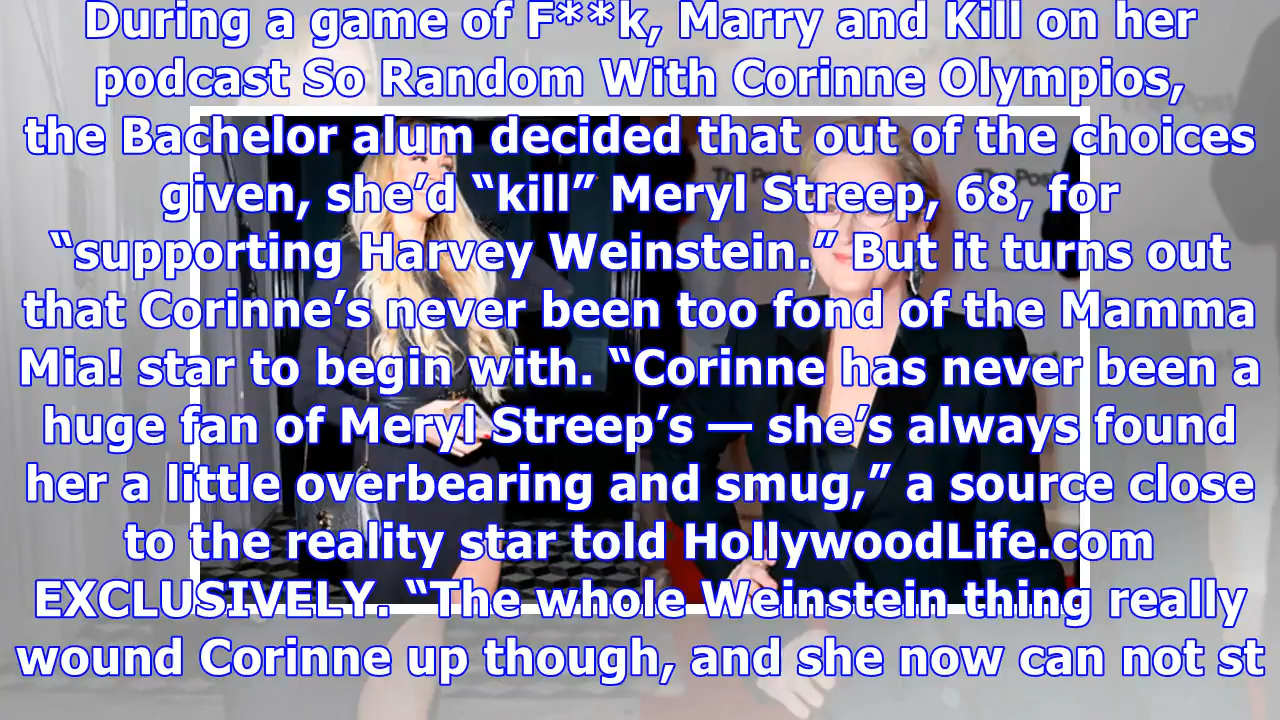 During a game of F**k, Marry and Kill on her
podcast So Random With Corinne Olympios,
the Bachelor alum decided that out of the choices
given, she’d “kill” Meryl Streep, 68, for
“supporting Harvey Weinstein.” But it turns out
that Corinne’s never been too fond of the Mamma
Mia! star to begin with. “Corinne has never been a
huge fan of Meryl Streep’s — she’s always found
her a little overbearing and smug,” a source close
to the reality star told HollywoodLife.com
EXCLUSIVELY. “The whole Weinstein thing really
wound Corinne up though, and she now can not st